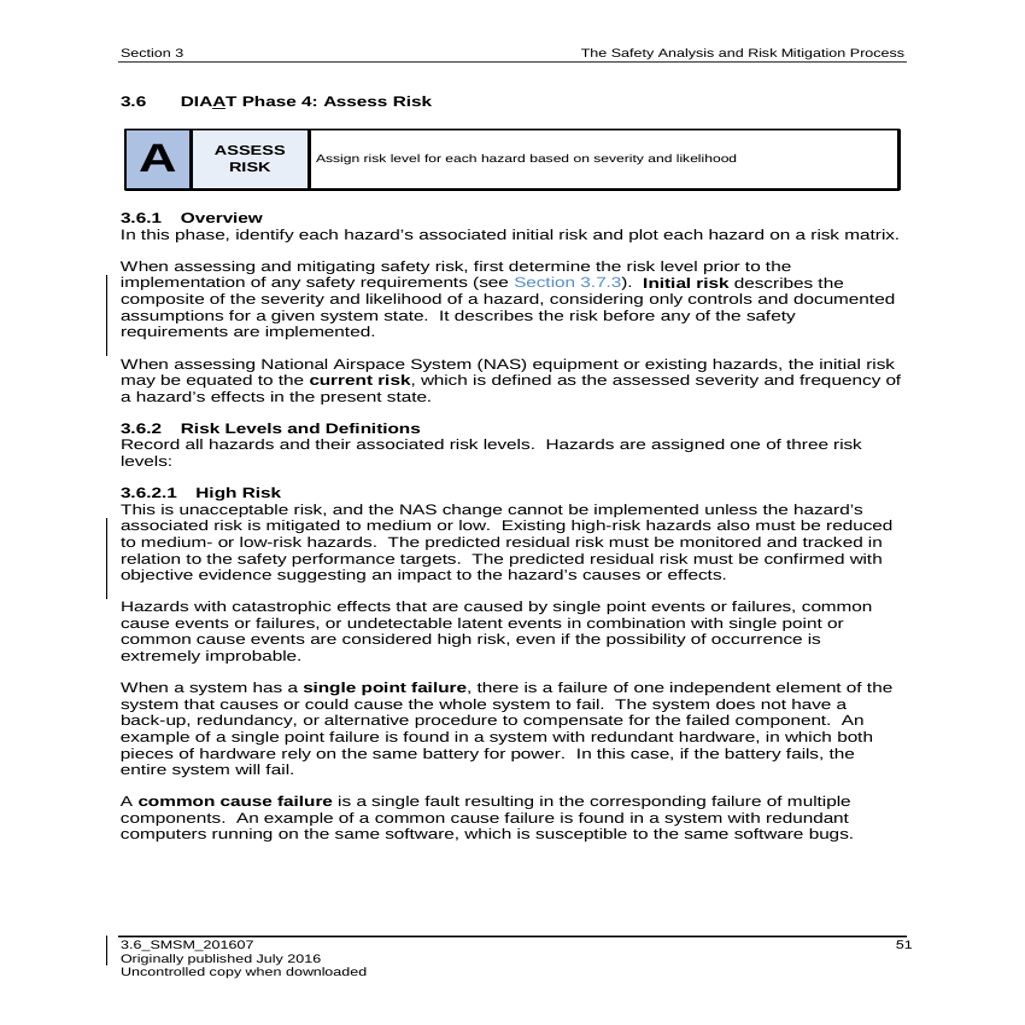 Section 3 The Safety Analysis and Risk Mitigation Process
3.6 DIAAT Phase 4: Assess Risk
A
ASSESS
RISK
Assign risk level for each hazard based on severity and likelihood
3.6.1 Overview
In this phase, identify each hazard’s associated initial risk and plot each hazard on a risk matrix.
When assessing and mitigating safety risk, first determine the risk level prior to the
implementation of any safety requirements (see Section 3.7.3). Initial risk describes the
composite of the severity and likelihood of a hazard, considering only controls and documented
assumptions for a given system state. It describes the risk before any of the safety
requirements are implemented.
When assessing National Airspace System (NAS) equipment or existing hazards, the initial risk
may be equated to the current risk, which is defined as the assessed severity and frequency of
a hazard’s effects in the present state.
3.6.2 Risk Levels and Definitions
Record all hazards and their associated risk levels. Hazards are assigned one of three risk
levels:
3.6.2.1 High Risk
This is unacceptable risk, and the NAS change cannot be implemented unless the hazard’s
associated risk is mitigated to medium or low. Existing high-risk hazards also must be reduced
to medium- or low-risk hazards. The predicted residual risk must be monitored and tracked in
relation to the safety performance targets. The predicted residual risk must be confirmed with
objective evidence suggesting an impact to the hazard’s causes or effects.
Hazards with catastrophic effects that are caused by single point events or failures, common
cause events or failures, or undetectable latent events in combination with single point or
common cause events are considered high risk, even if the possibility of occurrence is
extremely improbable.
When a system has a single point failure, there is a failure of one independent element of the
system that causes or could cause the whole system to fail. The system does not have a
back-up, redundancy, or alternative procedure to compensate for the failed component. An
example of a single point failure is found in a system with redundant hardware, in which both
pieces of hardware rely on the same battery for power. In this case, if the battery fails, the
entire system will fail.
A common cause failure is a single fault resulting in the corresponding failure of multiple
components. An example of a common cause failure is found in a system with redundant
computers running on the same software, which is susceptible to the same software bugs.
3.6_SMSM_201607 51
Originally published July 2016
Uncontrolled copy when downloaded